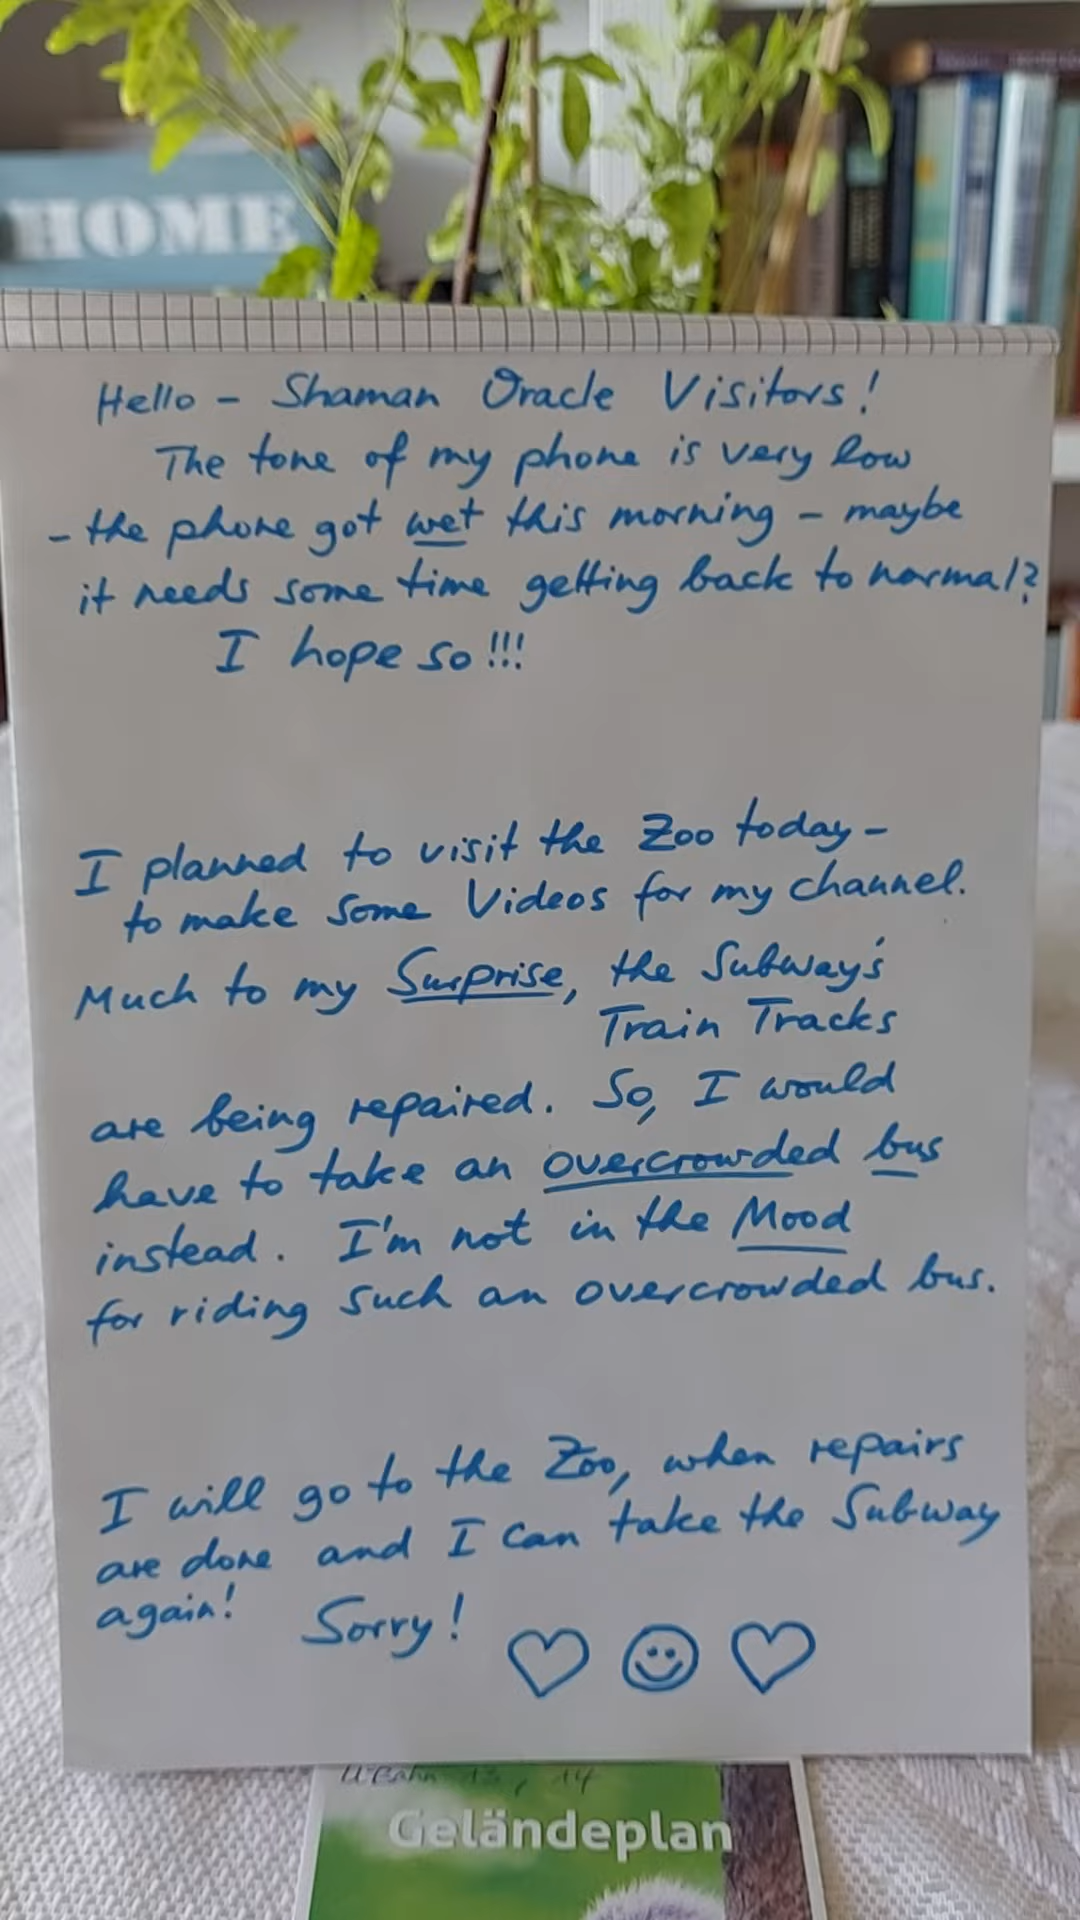 HOME
Hello - Shaman Oracle Visitors!
The tone of my phone is very low
- the phone got wet this morning - maybe
it needs some time getting back to normal?
I hope so!!!
I planned to visit the Zoo today -
to make some Videos for my channel.
Much to my Surprise, the Subway's
Train Tracks
are being repaired. So, I would
have to take an overcrowded bus
instead. I'm not in the Mood
for riding such an overcrowded bus.
I will go to the Zoo, when repairs
are done and I can take the Subway
again! Sorry! ♡ ☺ ♡
U Bahn 13, 14
Geländeplan